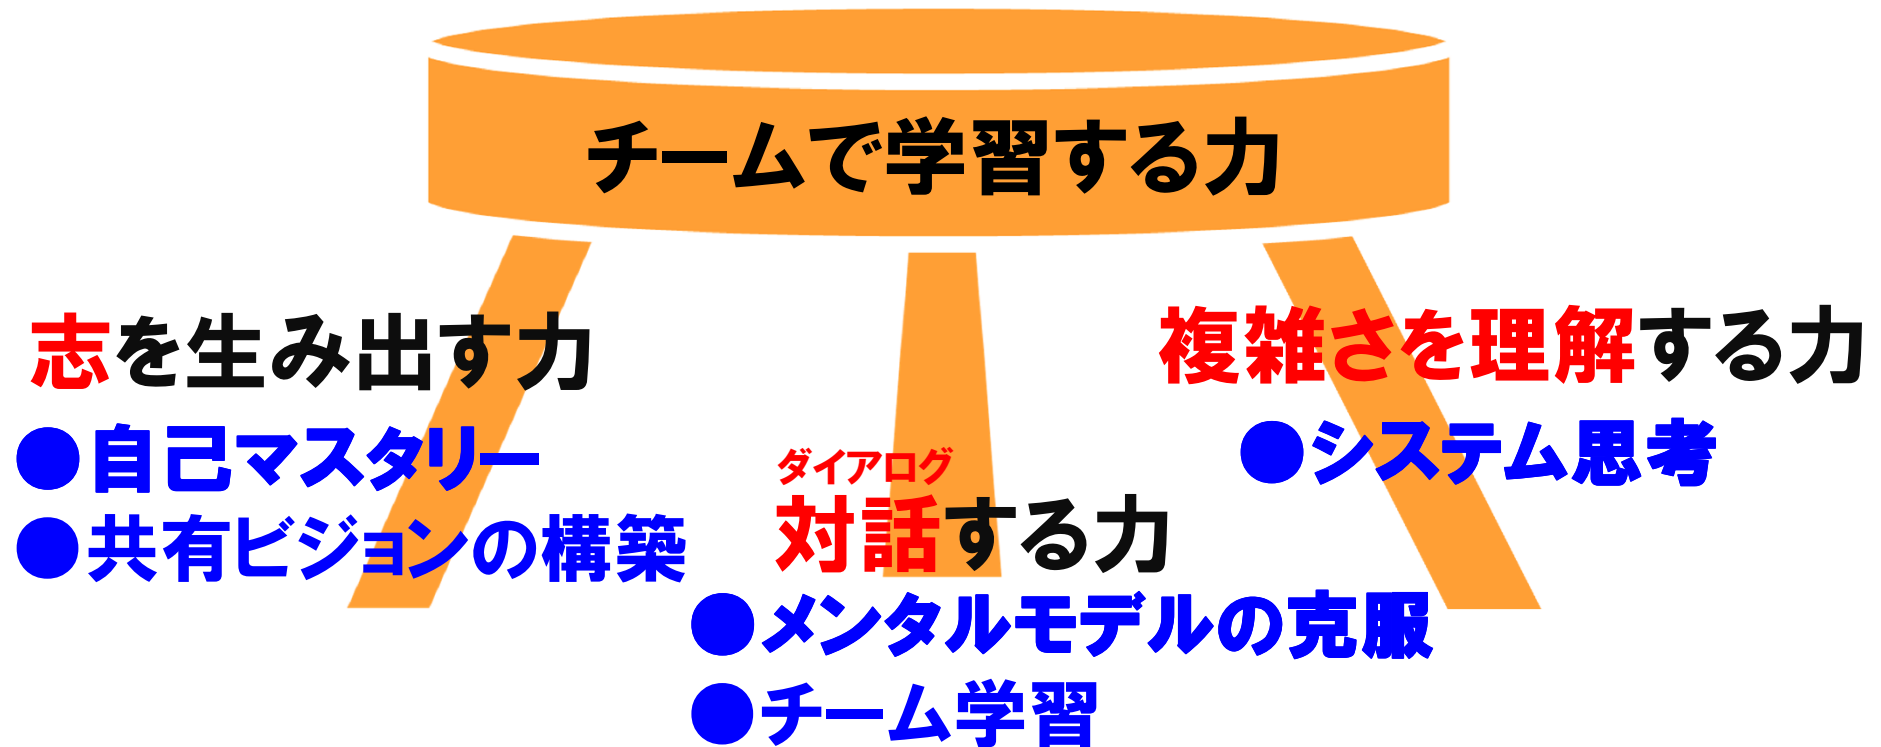 チームで学習する力
志を生み出す力
●自己マスタリー
●共有ビジョンの構築
ダイアログ
対話する力
●メンタルモデルの克服
●チーム学習
複雑さを理解する力
●システム思考